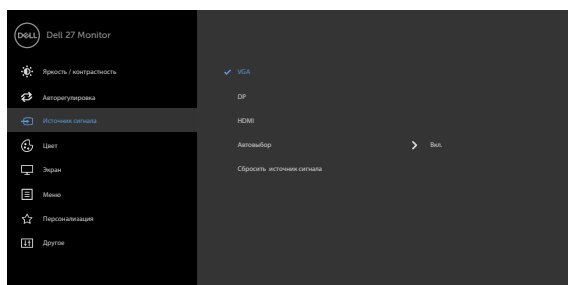 DELL Dell 27 Monitor
Яркость / контрастность
VGA
Авторегулировка
DP
Источник сигнала
HDMI
Цвет
Автовыбор
Вкл.
Экран
Сбросить источник сигнала
Меню
Персонализация
Другое